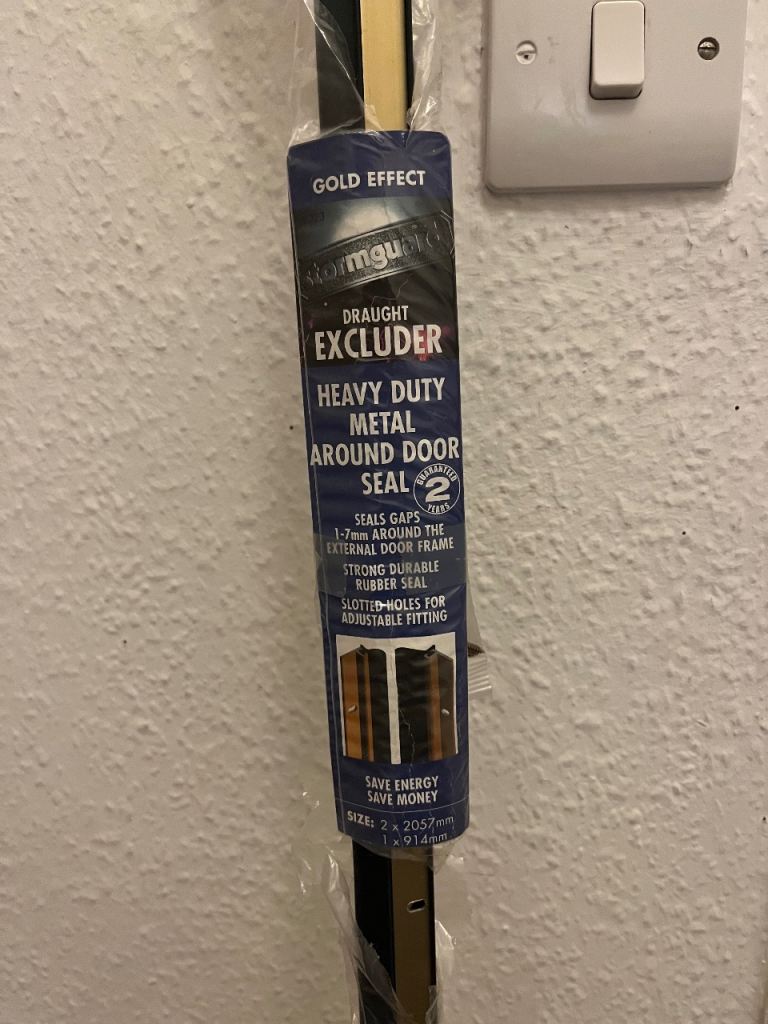 GOLD EFFECT
stormguard
DRAUGHT
EXCLUDER
HEAVY DUTY
METAL
AROUND DOOR
SEAL
GUARANTEED
2
YEARS
SEALS GAPS
1-7mm AROUND THE
EXTERNAL DOOR FRAME
STRONG DURABLE
RUBBER SEAL
SLOTTED HOLES FOR
ADJUSTABLE FITTING
SAVE ENERGY
SAVE MONEY
SIZE: 2 x 2057mm
1 x 914mm